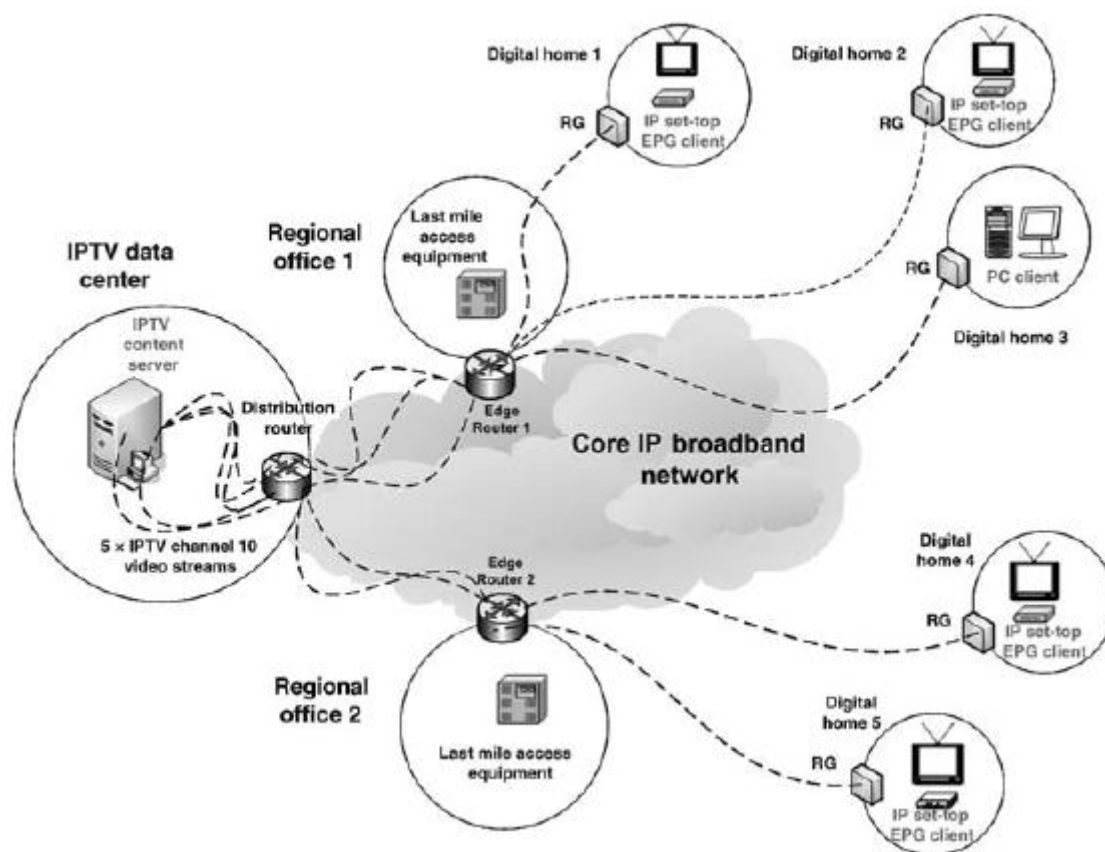 Digital home 1
RG
IP set-top
EPG client
Digital home 2
RG
IP set-top
EPG client
Last mile
access
equipment
Regional
office 1
RG
PC client
Digital home 3
IPTV data
center
IPTV
content
server
Distribution
router
Edge
Router 1
Core IP broadband
network
5 × IPTV channel 10
video streams
Edge
Router 2
Digital
home 4
RG
IP set-top
EPG client
Regional
office 2
Last mile access
equipment
Digital
home 5
RG
IP set-top
EPG client